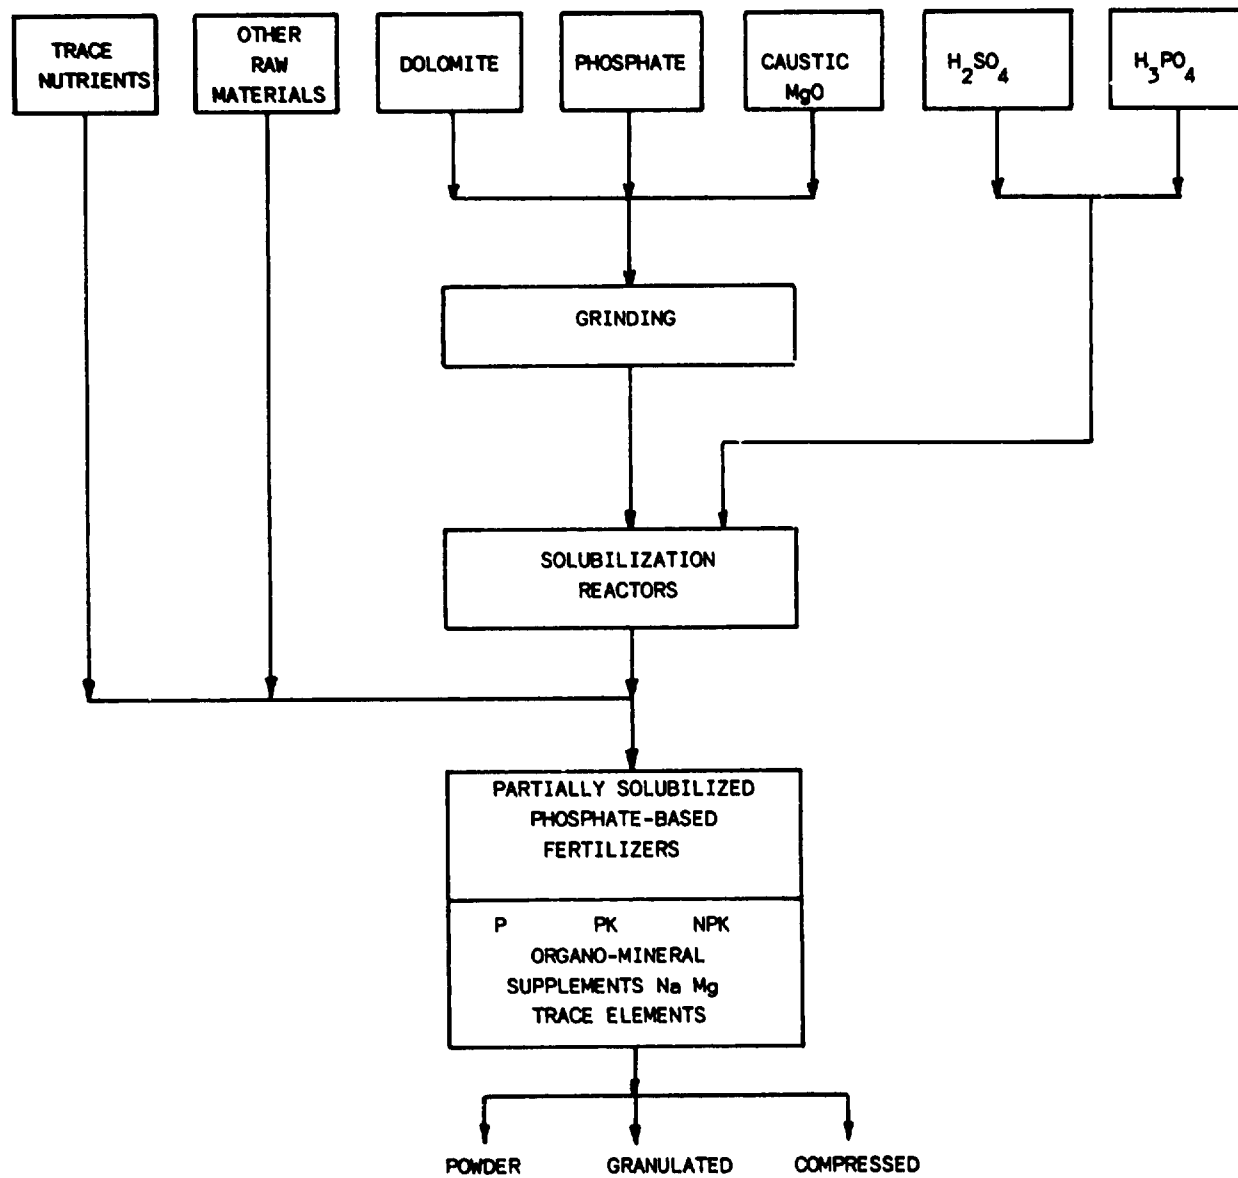 TRACE
NUTRIENTS
OTHER
RAW
MATERIALS
DOLOMITE
PHOSPHATE
CAUSTIC
MgO
H₂SO₄
H₃PO₄
GRINDING
SOLUBILIZATION
REACTORS
PARTIALLY SOLUBILIZED
PHOSPHATE-BASED
FERTILIZERS
P PK NPK
ORGANO-MINERAL
SUPPLEMENTS Na Mg
TRACE ELEMENTS
POWDER GRANULATED COMPRESSED